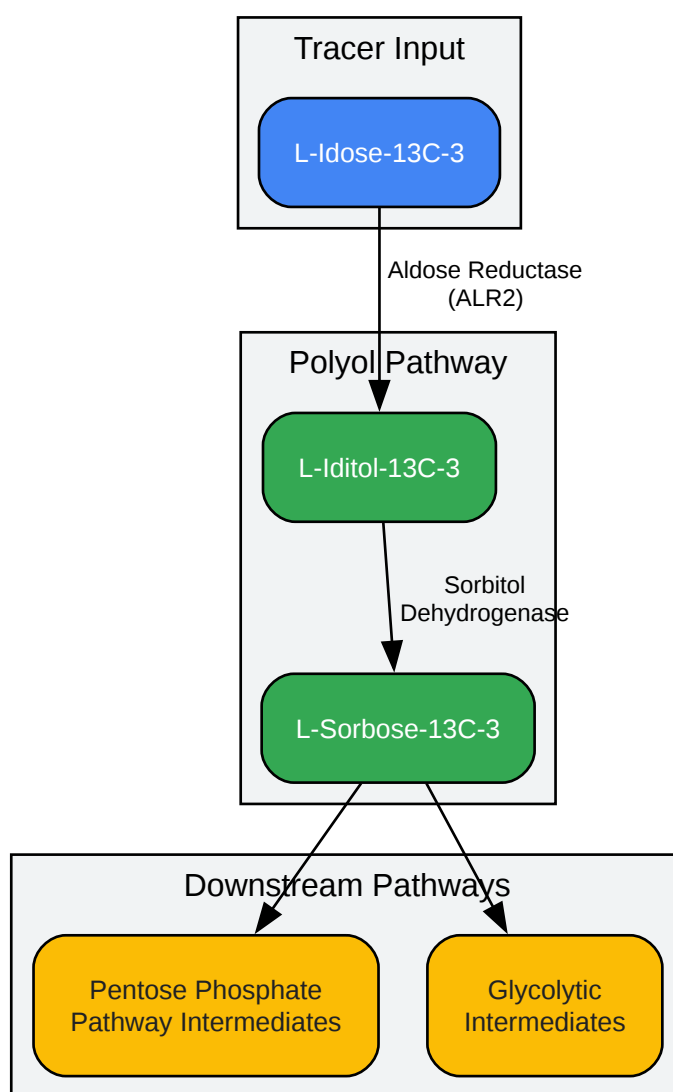 Tracer Input
L-Idose-13C-3
Aldose Reductase
(ALR2)
Polyol Pathway
L-Iditol-13C-3
Sorbitol
Dehydrogenase
L-Sorbose-13C-3
Downstream Pathways
Pentose Phosphate
Pathway Intermediates
Glycolytic
Intermediates